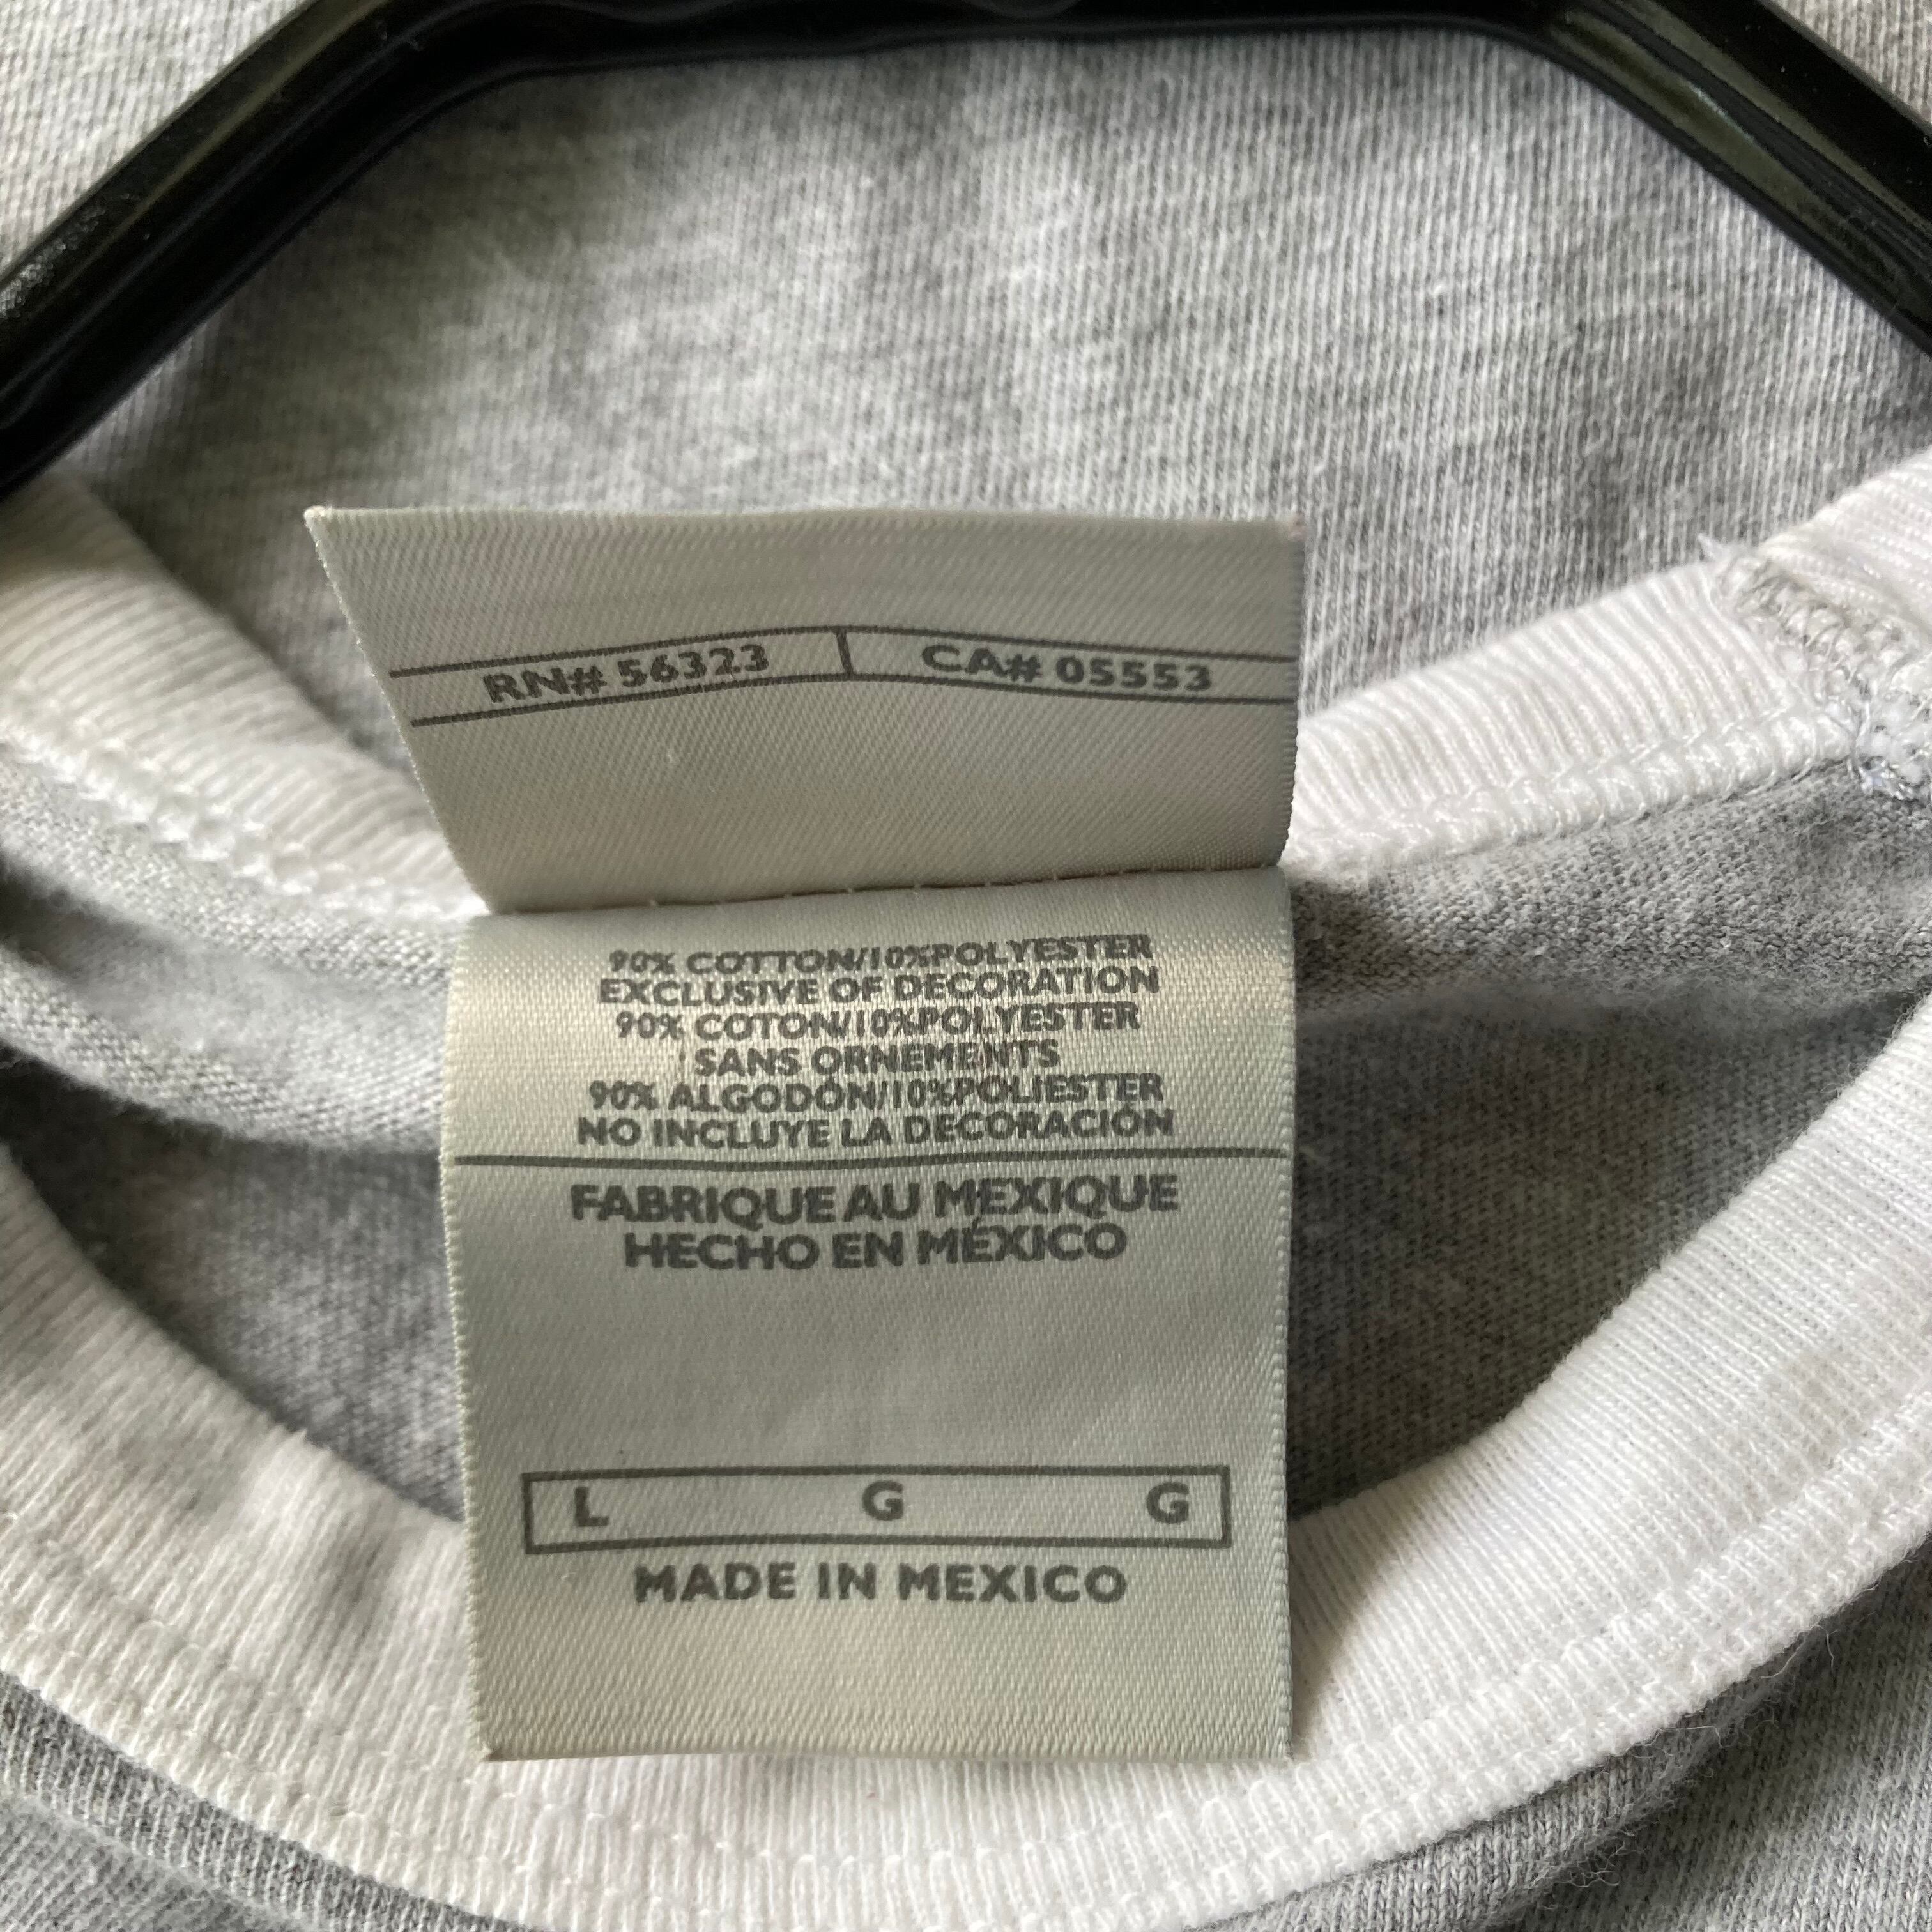 RN# 56323 CA# 05553
90% COTTON/10%POLYESTER
EXCLUSIVE OF DECORATION
90% COTON/10%POLYESTER
SANS ORNEMENTS
90% ALGODÓN/10%POLIESTER
NO INCLUYE LA DECORACIÓN
FABRIQUE AU MEXIQUE
HECHO EN MÉXICO
L G G
MADE IN MEXICO